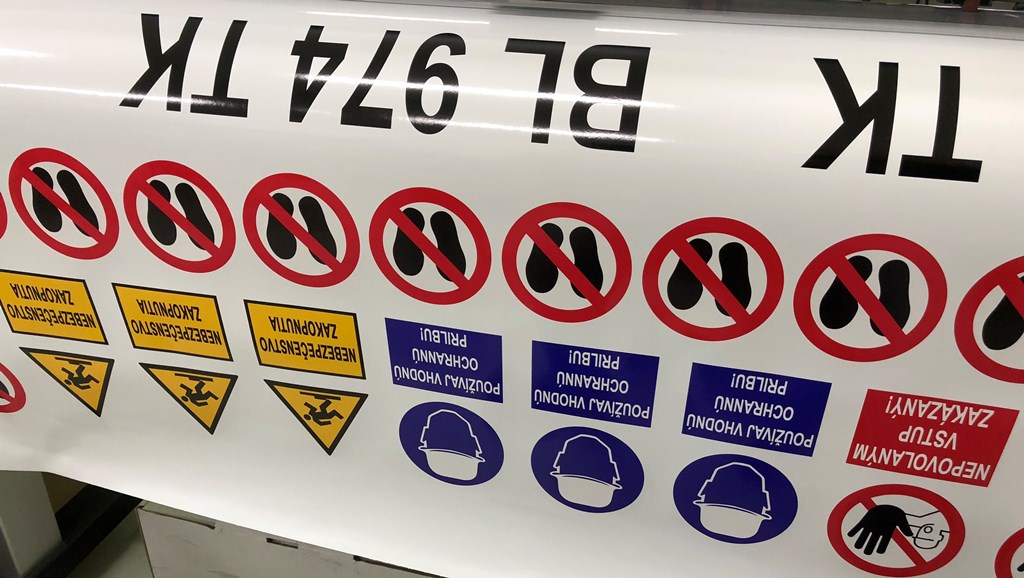 NEPOVOLANÝM
VSTUP
ZAKÁZANÝ!
POUŽÍVAJ VHODNÚ
OCHRANNÚ
PRILBU!
POUŽÍVAJ VHODNÚ
OCHRANNÚ
PRILBU!
POUŽÍVAJ VHODNÚ
OCHRANNÚ
PRILBU!
NEBEZPEČENSTVO
ZAKOPNUTIA
NEBEZPEČENSTVO
ZAKOPNUTIA
NEBEZPEČENSTVO
ZAKOPNUTIA
TK
BL 974 TK